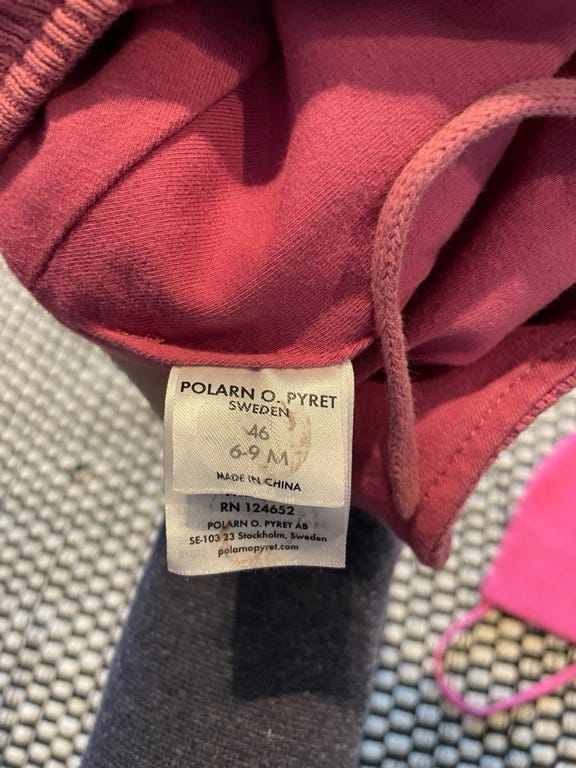 POLARN O. PYRET
SWEDEN
46
6-9 M
MADE IN CHINA
RN 124652
POLARN O. PYRET AB
SE-103 23 Stockholm, Sweden
polarnopyret.com